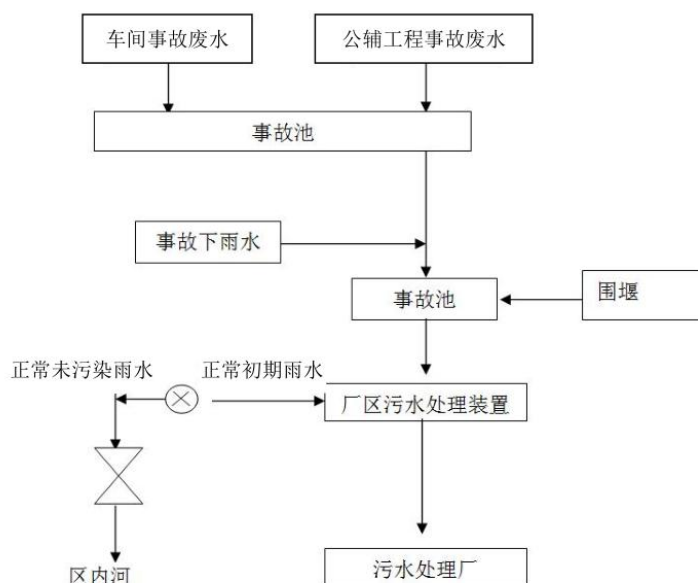 车间事故废水
公辅工程事故废水
事故池
事故下雨水
事故池
围堰
正常未污染雨水
正常初期雨水
厂区污水处理装置
污水处理厂
区内河